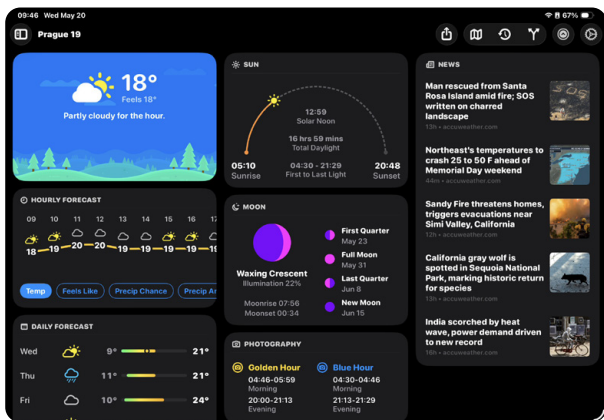 09:46 Wed May 20
67%
Prague 19
18°
Feels 18°
Partly cloudy for the hour.
HOURLY FORECAST
09 10 11 12 13 14 15 16 17
18 19 20 20 19 19 19 19 19
Temp
Feels Like
Precip Chance
Precip Am
DAILY FORECAST
Wed 9° 21°
Thu 11° 21°
Fri 10° 24°
SUN
12:59
Solar Noon
16 hrs 59 mins
Total Daylight
05:10
Sunrise
04:30 - 21:29
First to Last Light
20:48
Sunset
MOON
Waxing Crescent
Illumination 22%
Moonrise 07:56
Moonset 00:34
First Quarter
May 23
Full Moon
May 31
Last Quarter
Jun 8
New Moon
Jun 15
PHOTOGRAPHY
Golden Hour
04:46-05:59
Morning
20:00-21:13
Evening
Blue Hour
04:30-04:46
Morning
21:13-21:29
Evening
NEWS
Man rescued from Santa
Rosa Island amid fire; SOS
written on charred
landscape
13h • accuweather.com
Northeast's temperatures to
crash 25 to 50 F ahead of
Memorial Day weekend
44m • accuweather.com
Sandy Fire threatens homes,
triggers evacuations near
Simi Valley, California
12h • accuweather.com
California gray wolf is
spotted in Sequoia National
Park, marking historic return
for species
13h • accuweather.com
India scorched by heat
wave, power demand driven
to new record
16h • accuweather.com